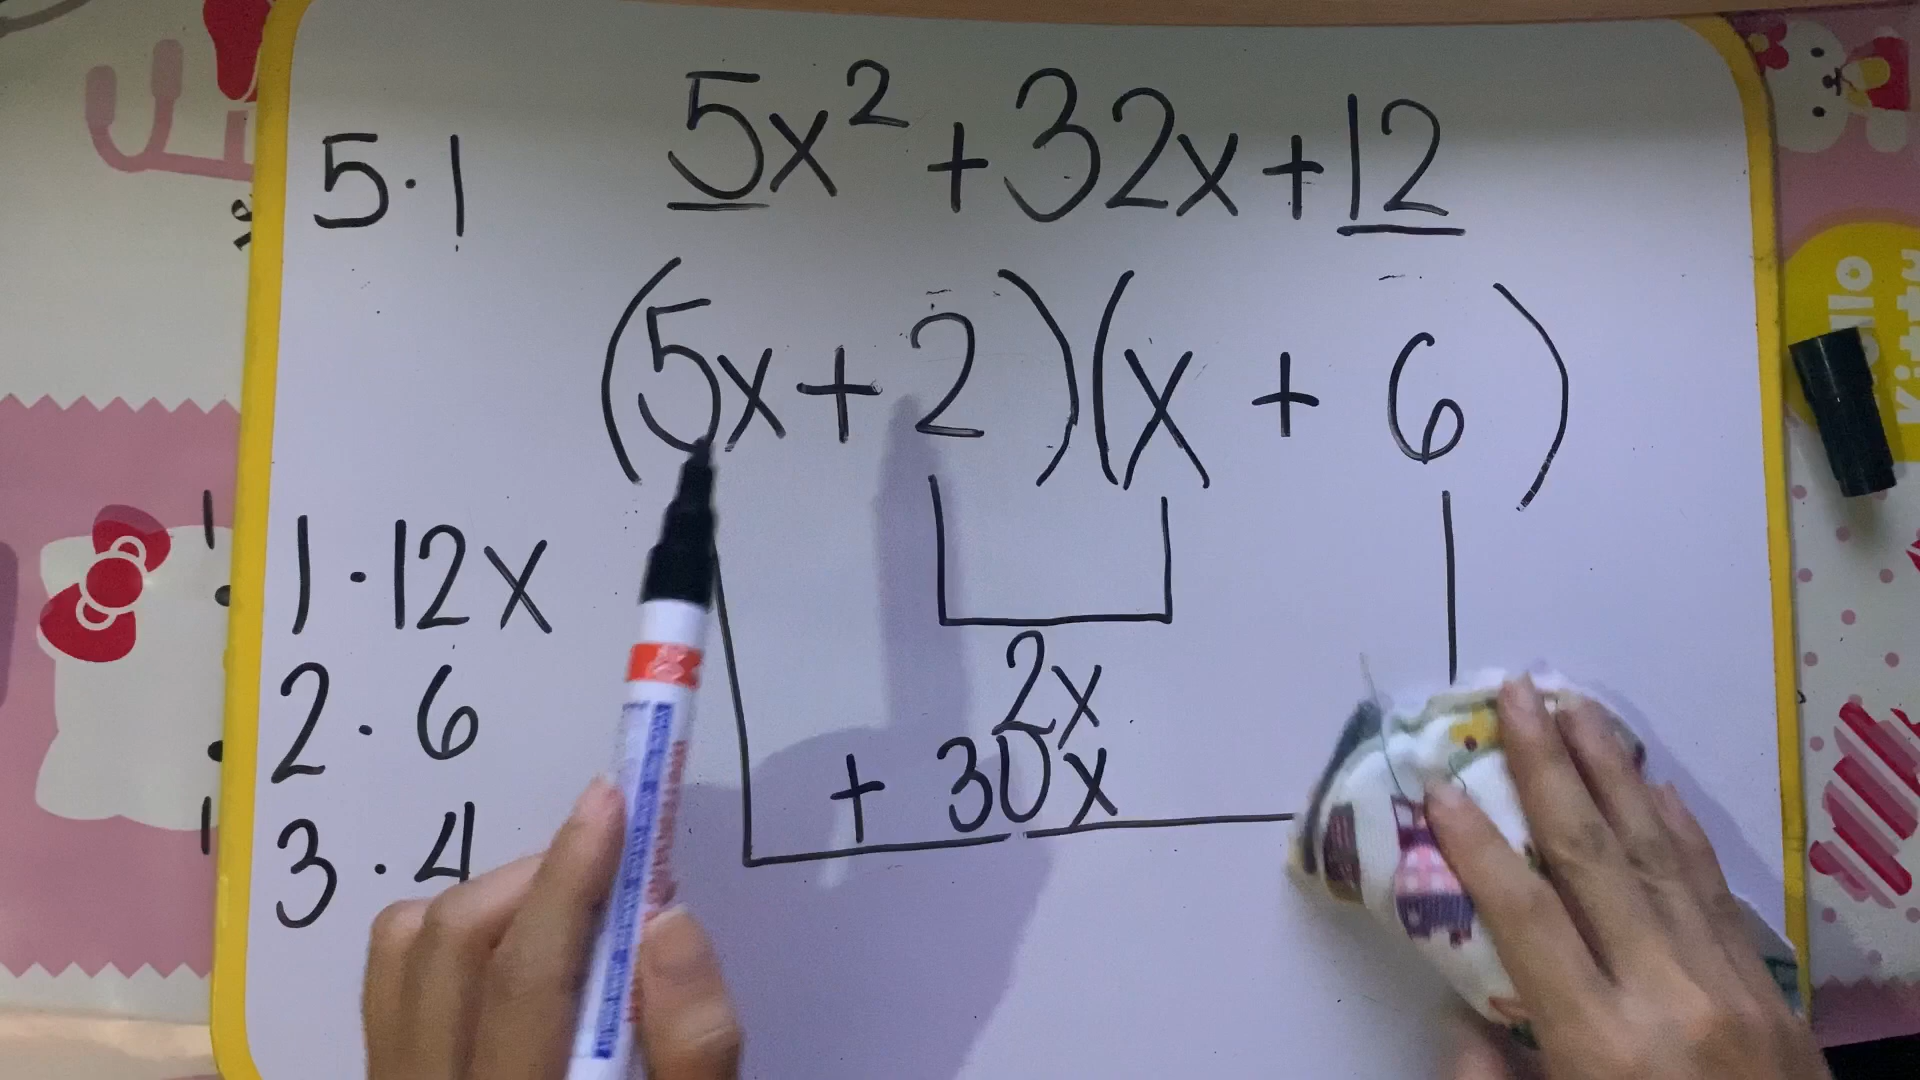 5x² + 32x + 12
5·1
(5x + 2)(x + 6)
1·12x
2·6
3·4
2x
+ 30x